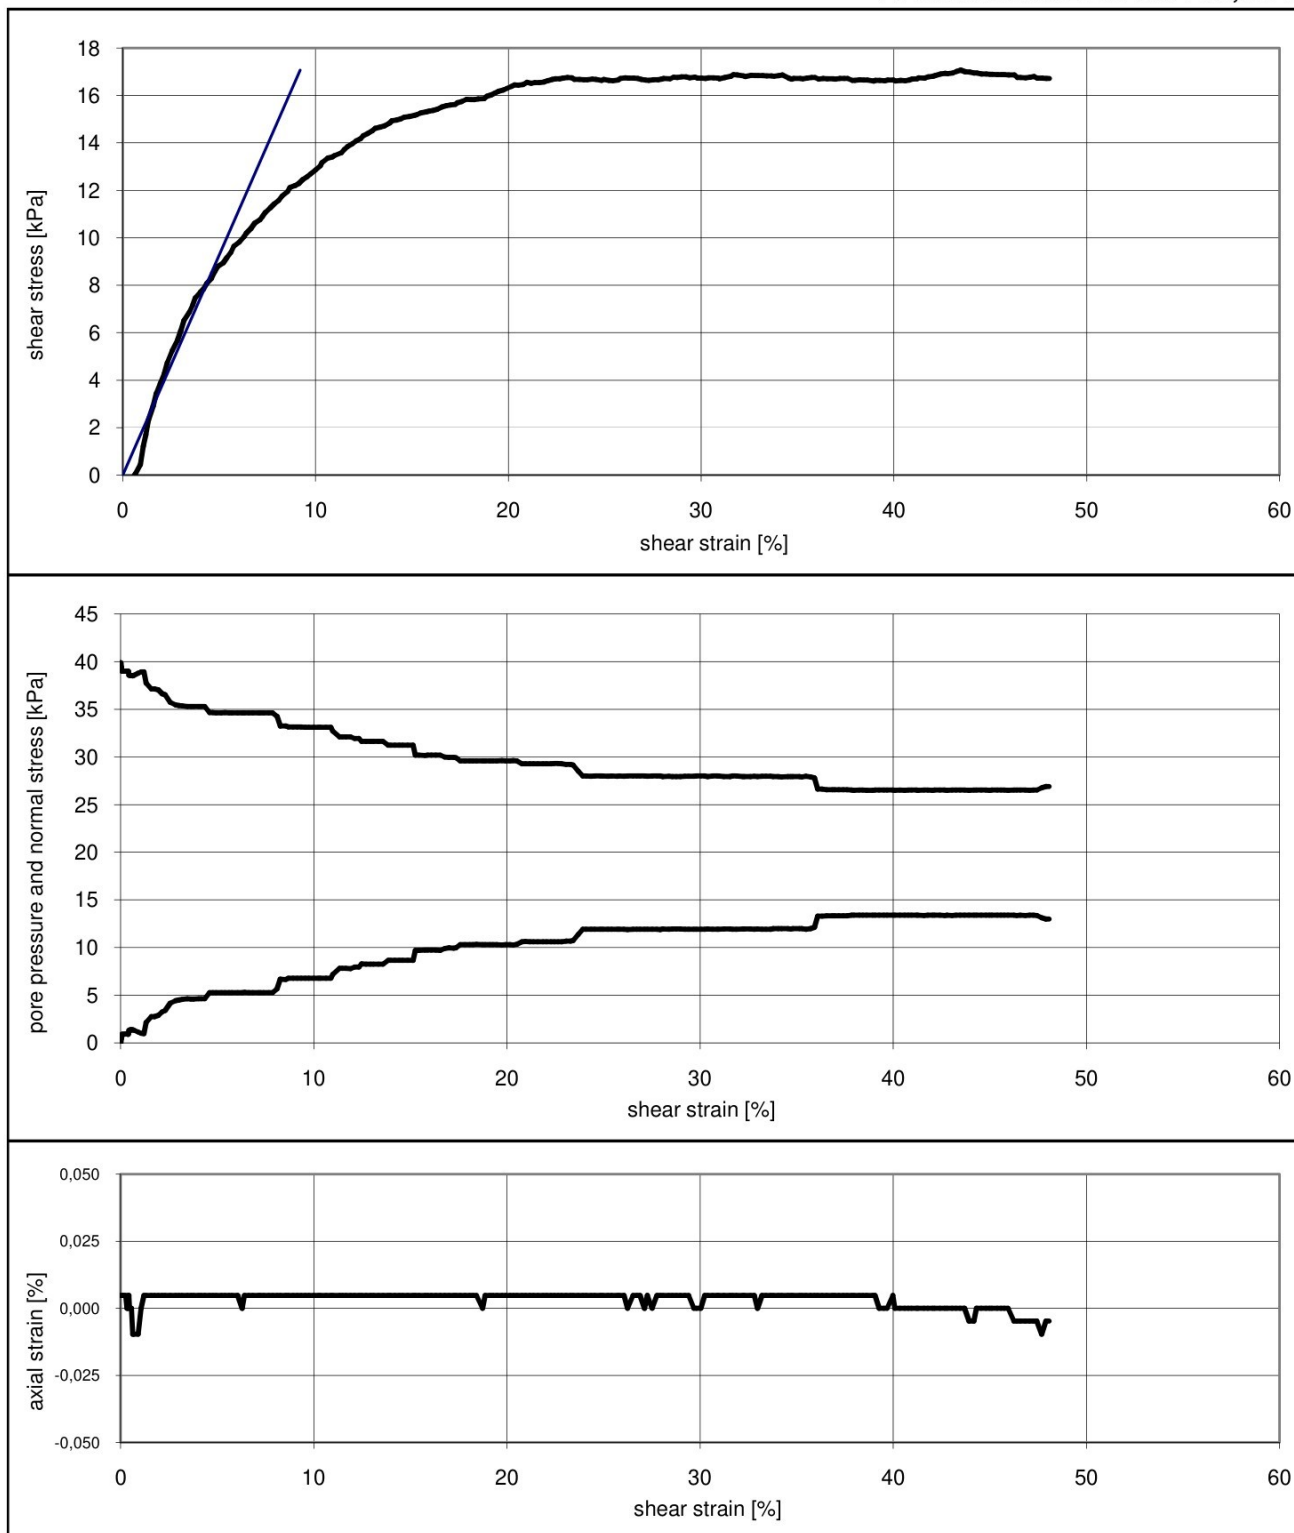 18
16
14
12
10
8
6
4
2
0
shear stress [kPa]
0 10 20 30 40 50 60
shear strain [%]
45
40
35
30
25
20
15
10
5
0
pore pressure and normal stress [kPa]
0 10 20 30 40 50 60
shear strain [%]
0,050
0,025
0,000
-0,025
-0,050
axial strain [%]
0 10 20 30 40 50 60
shear strain [%]